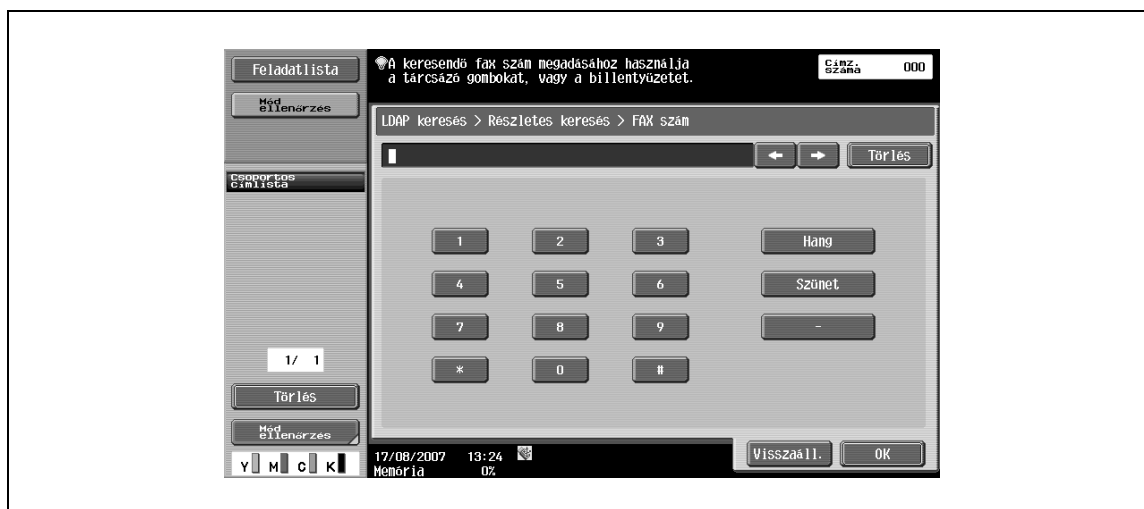 Feladatlista
Mód ellenőrzés
A keresendő fax szám megadásához használja
a tárcsázó gombokat, vagy a billentyűzetet.
Címz. száma 000
LDAP keresés > Részletes keresés > FAX szám
Törlés
Csoportos címlista
1 2 3 Hang
4 5 6 Szünet
7 8 9 -
* 0 #
1/ 1
Törlés
Mód ellenőrzés
Y M C K
17/08/2007 13:24
Memória 0%
Visszaáll. OK